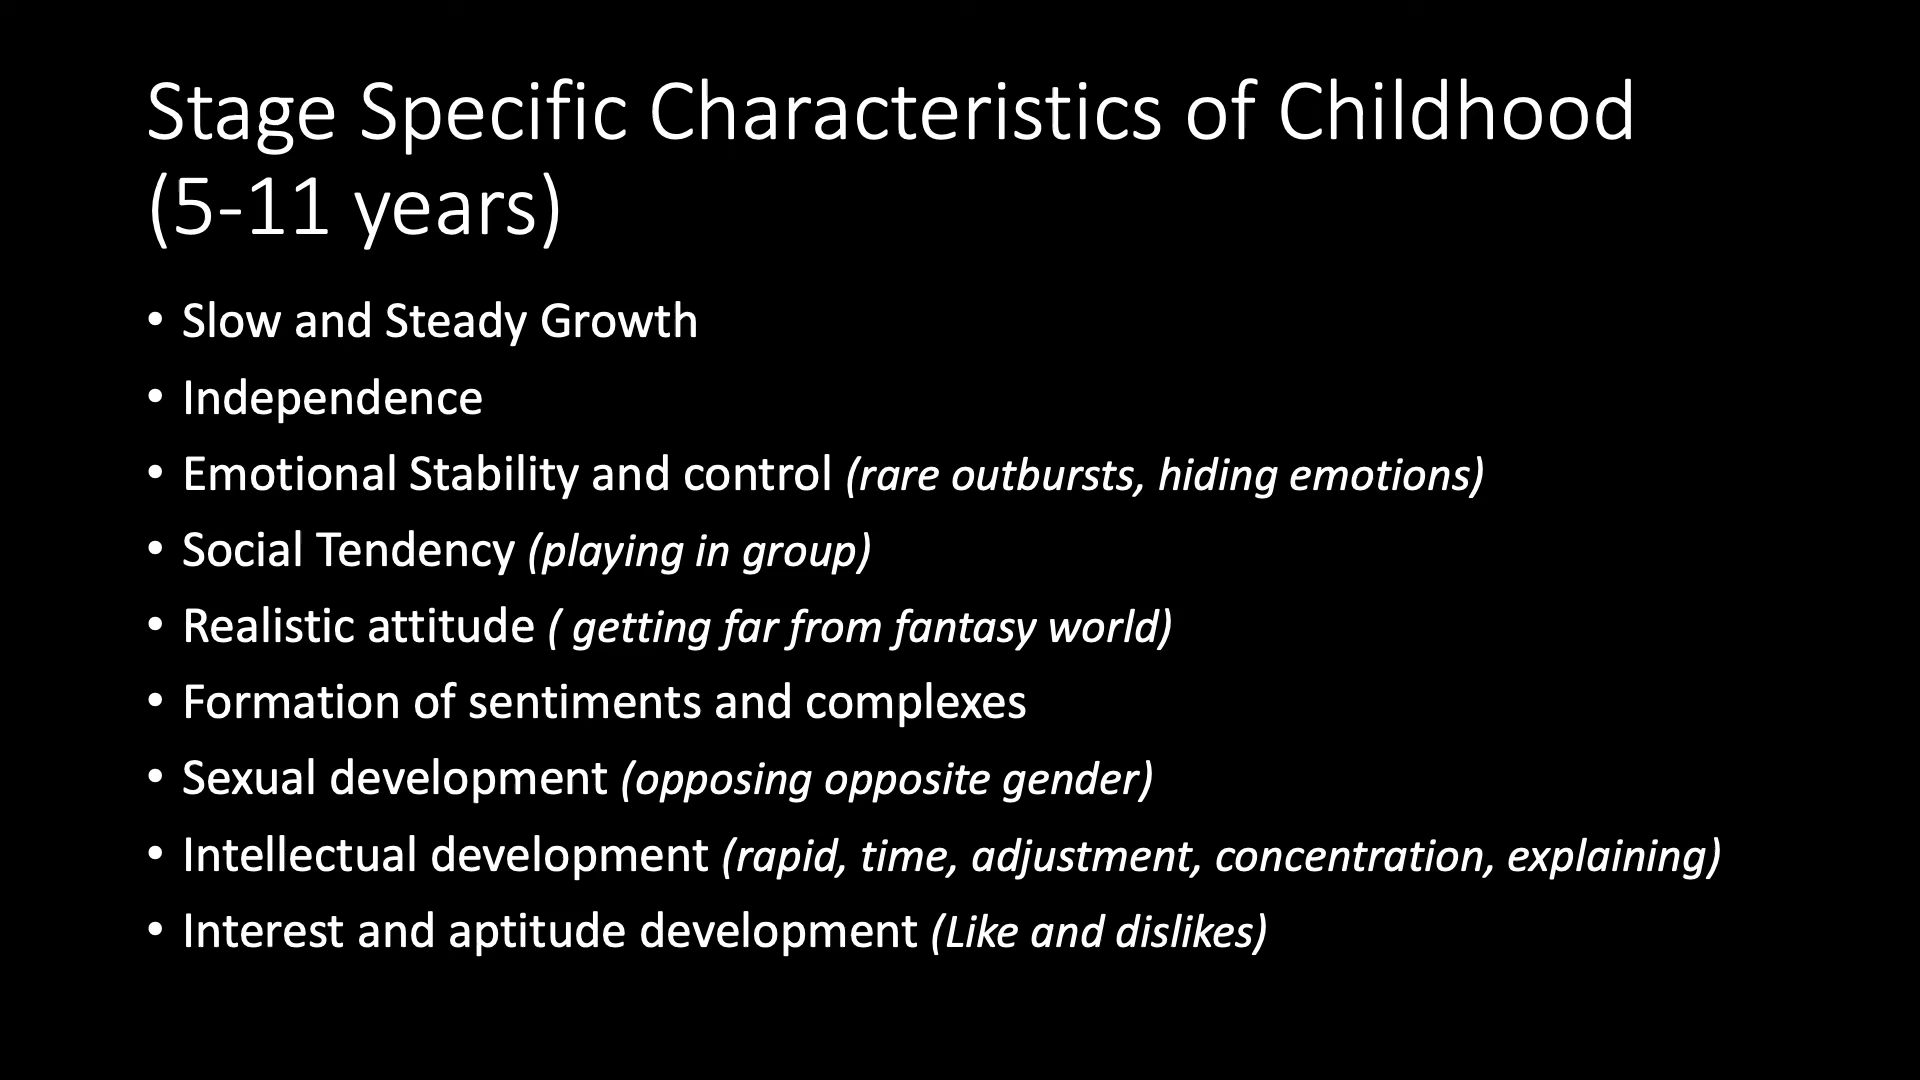 Stage Specific Characteristics of Childhood
(5-11 years)
• Slow and Steady Growth
• Independence
• Emotional Stability and control (rare outbursts, hiding emotions)
• Social Tendency (playing in group)
• Realistic attitude ( getting far from fantasy world)
• Formation of sentiments and complexes
• Sexual development (opposing opposite gender)
• Intellectual development (rapid, time, adjustment, concentration, explaining)
• Interest and aptitude development (Like and dislikes)